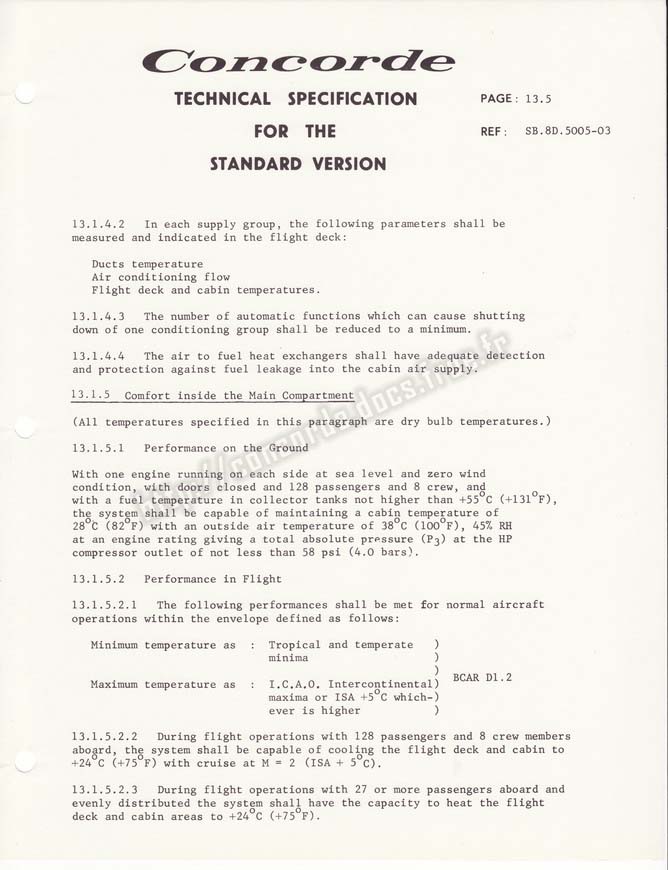 Concorde
TECHNICAL SPECIFICATION
PAGE: 13.5
FOR THE
REF: SB.8D.5005-03
STANDARD VERSION
13.1.4.2 In each supply group, the following parameters shall be
measured and indicated in the flight deck:
Ducts temperature
Air conditioning flow
Flight deck and cabin temperatures.
13.1.4.3 The number of automatic functions which can cause shutting
down of one conditioning group shall be reduced to a minimum.
13.1.4.4 The air to fuel heat exchangers shall have adequate detection
and protection against fuel leakage into the cabin air supply.
13.1.5 Comfort inside the Main Compartment
(All temperatures specified in this paragraph are dry bulb temperatures.)
13.1.5.1 Performance on the Ground
With one engine running on each side at sea level and zero wind
condition, with doors closed and 128 passengers and 8 crew, and
with a fuel temperature in collector tanks not higher than +55°C (+131°F),
the system shall be capable of maintaining a cabin temperature of
28°C (82°F) with an outside air temperature of 38°C (100°F), 45% RH
at an engine rating giving a total absolute pressure (P3) at the HP
compressor outlet of not less than 58 psi (4.0 bars).
13.1.5.2 Performance in Flight
13.1.5.2.1 The following performances shall be met for normal aircraft
operations within the envelope defined as follows:
Minimum temperature as : Tropical and temperate )
minima )
)
Maximum temperature as : I.C.A.O. Intercontinental) BCAR D1.2
maxima or ISA +5°C which-)
ever is higher )
13.1.5.2.2 During flight operations with 128 passengers and 8 crew members
aboard, the system shall be capable of cooling the flight deck and cabin to
+24°C (+75°F) with cruise at M = 2 (ISA + 5°C).
13.1.5.2.3 During flight operations with 27 or more passengers aboard and
evenly distributed the system shall have the capacity to heat the flight
deck and cabin areas to +24°C (+75°F).
http://concorde.docs.free.fr